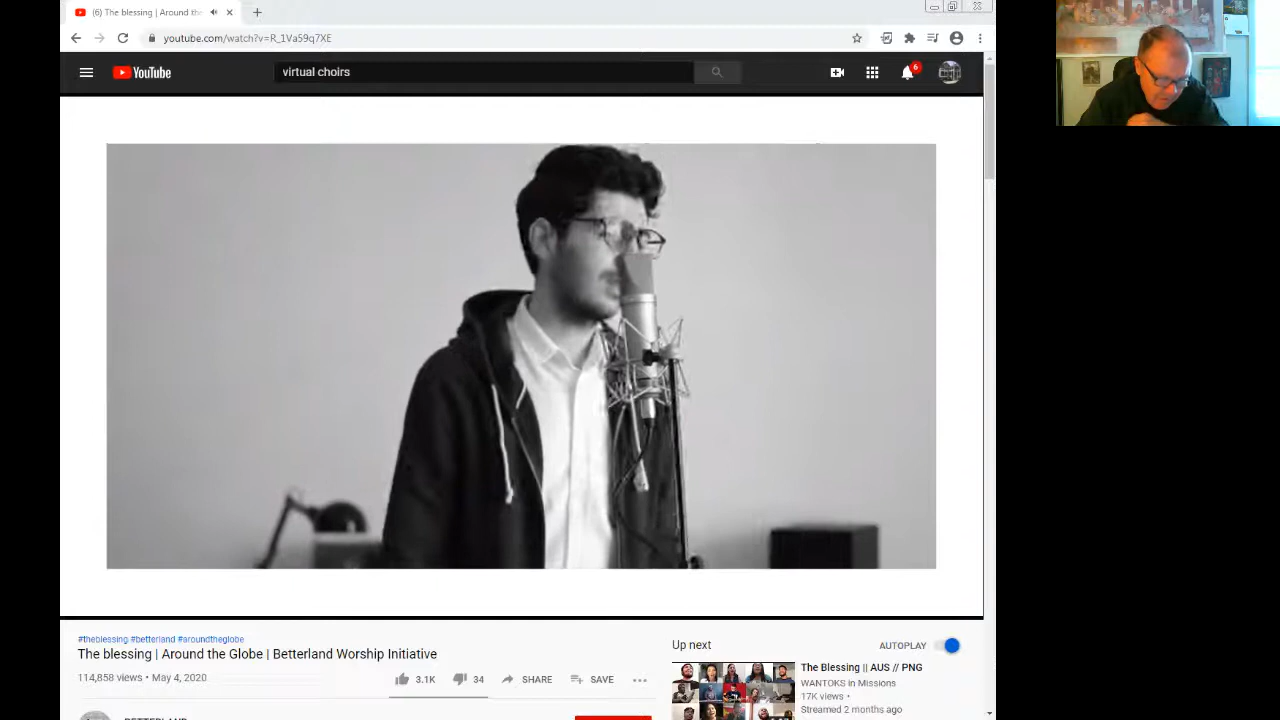 (6) The blessing | Around the
youtube.com/watch?v=R_1Va59q7XE
YouTube
virtual choirs
6
#theblessing #betterland #aroundtheglobe
The blessing | Around the Globe | Betterland Worship Initiative
114,858 views • May 4, 2020
3.1K
34
SHARE
SAVE
BETTERLAND
Up next
AUTOPLAY
The Blessing || AUS // PNG
WANTOKS in Missions
17K views •
Streamed 2 months ago